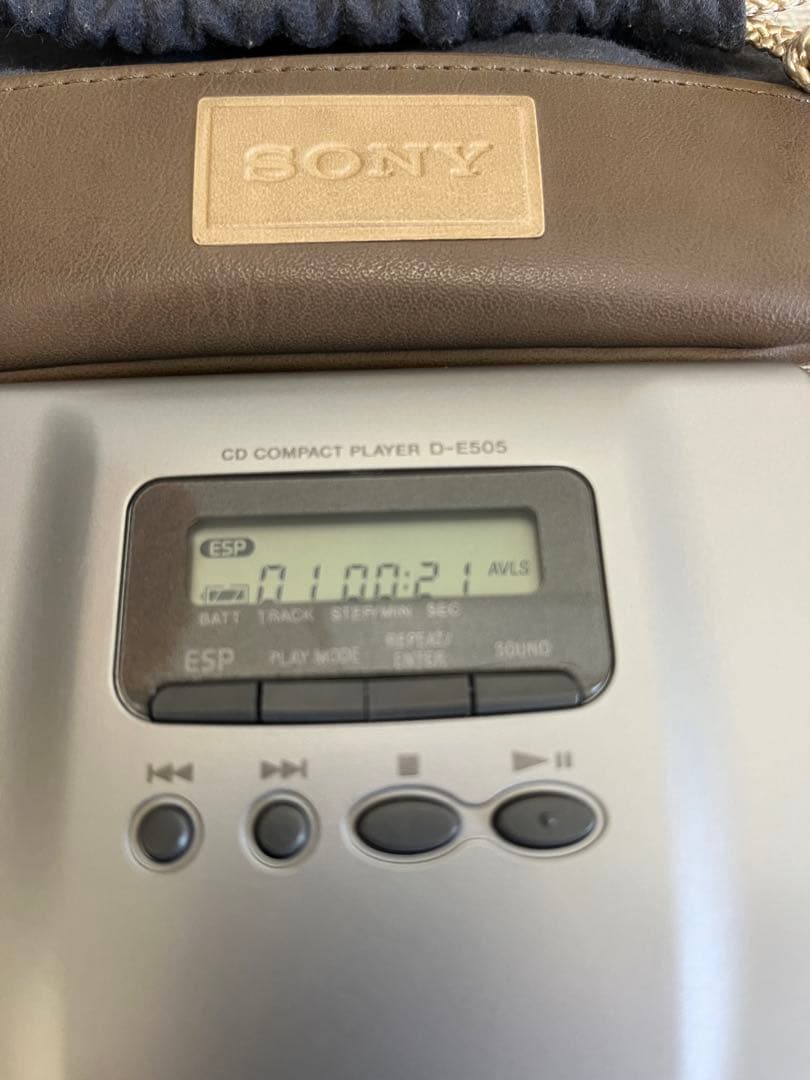 SONY
CD COMPACT PLAYER D-E505
ESP
01 00:21 AVLS
BATT TRACK STEP/MIN SEC
ESP PLAY MODE REPEAT/
ENTER SOUND